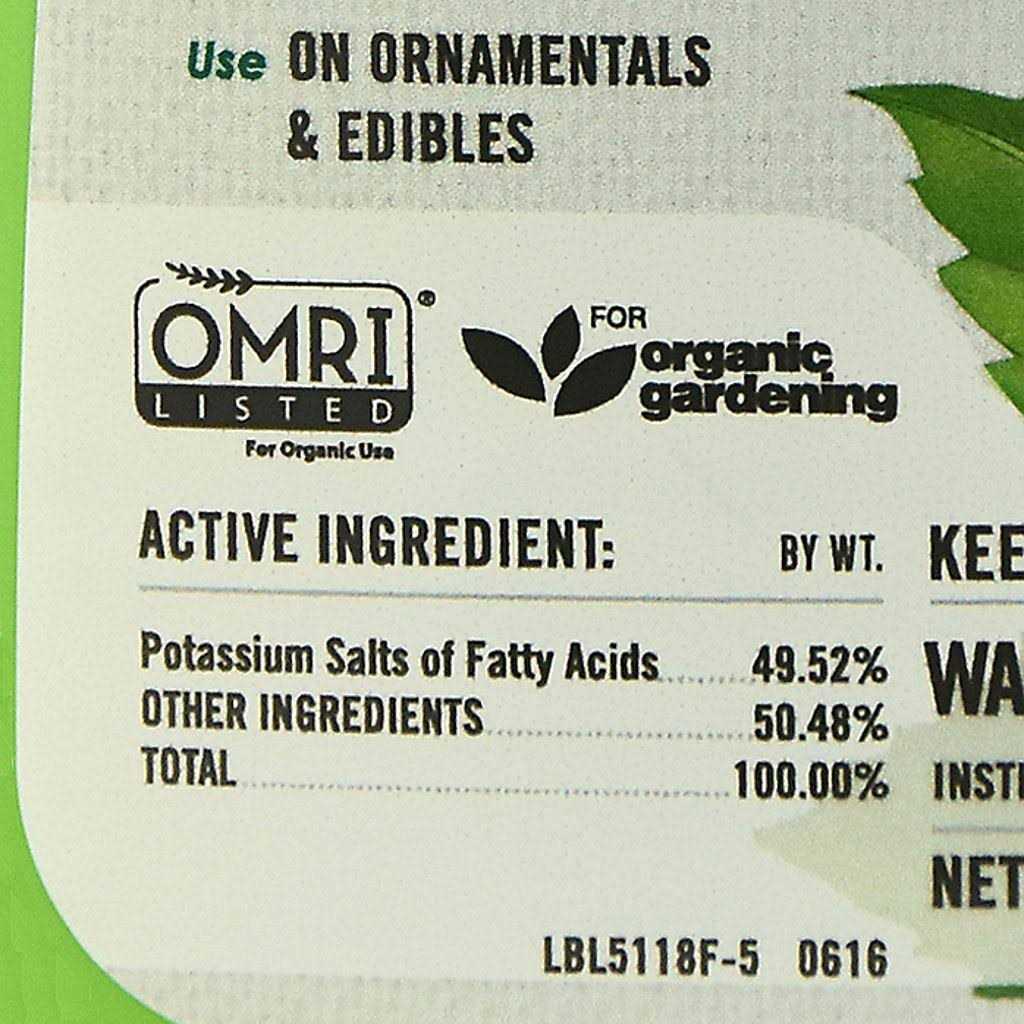 Use ON ORNAMENTALS
& EDIBLES
OMRI®
LISTED
For Organic Use
FOR
organic
gardening
ACTIVE INGREDIENT: BY WT.
Potassium Salts of Fatty Acids......49.52%
OTHER INGREDIENTS......50.48%
TOTAL......100.00%
LBL5118F-5 0616
KEE
WA
INST
NET